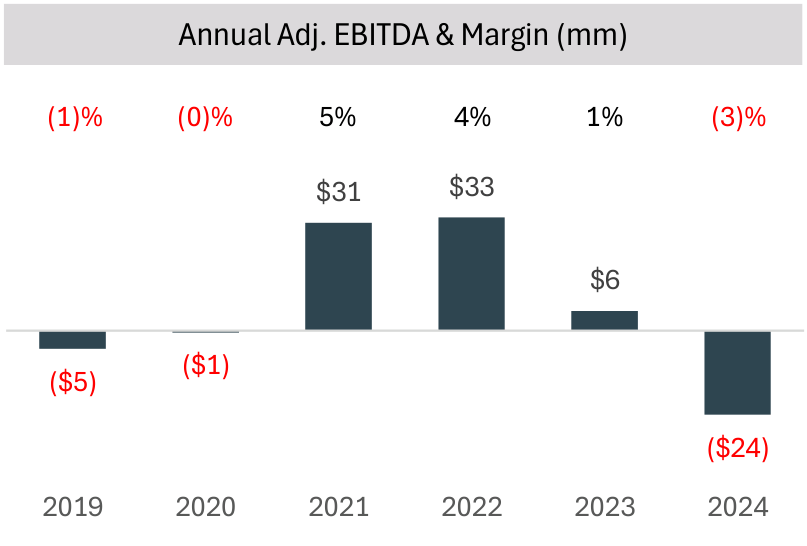 Annual Adj. EBITDA & Margin (mm)
(1)% (0)% 5% 4% 1% (3)%
$31 $33
$6
($5) ($1)
($24)
2019 2020 2021 2022 2023 2024